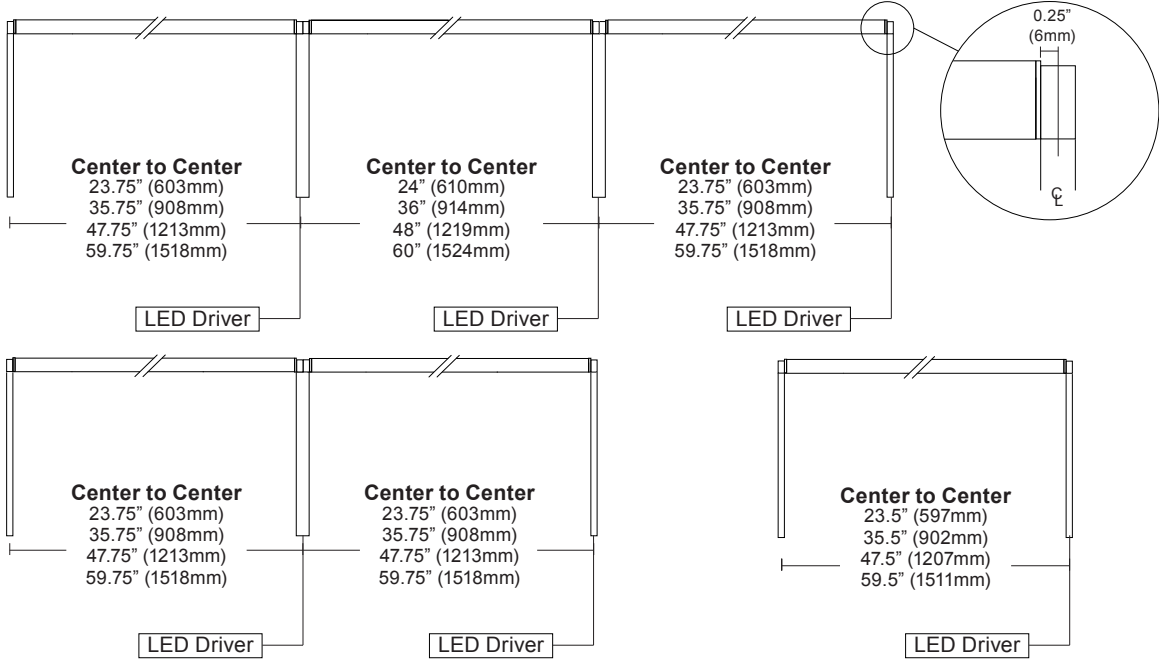 0.25”
(6mm)
℄
Center to Center
23.75” (603mm)
35.75” (908mm)
47.75” (1213mm)
59.75” (1518mm)
LED Driver
Center to Center
24” (610mm)
36” (914mm)
48” (1219mm)
60” (1524mm)
LED Driver
Center to Center
23.75” (603mm)
35.75” (908mm)
47.75” (1213mm)
59.75” (1518mm)
LED Driver
Center to Center
23.75” (603mm)
35.75” (908mm)
47.75” (1213mm)
59.75” (1518mm)
LED Driver
Center to Center
23.75” (603mm)
35.75” (908mm)
47.75” (1213mm)
59.75” (1518mm)
LED Driver
Center to Center
23.5” (597mm)
35.5” (902mm)
47.5” (1207mm)
59.5” (1511mm)
LED Driver